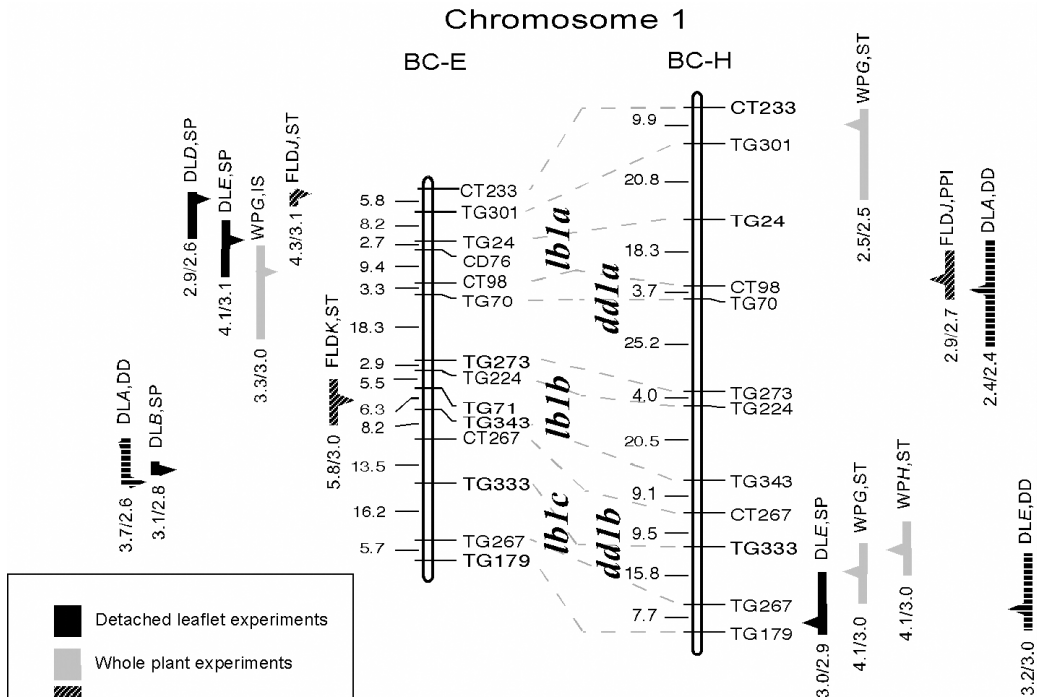 Chromosome 1
BC-E
BC-H
DLD,SP
2.9/2.6
DLE,SP
4.1/3.1
WPG,IS
3.3/3.0
FLDJ,ST
4.3/3.1
FLDK,ST
5.8/3.0
DLA,DD
3.7/2.6
DLB,SP
3.1/2.8
5.8
8.2
2.7
9.4
3.3
18.3
2.9
5.5
6.3
8.2
13.5
16.2
5.7
CT233
TG301
TG24
CD76
CT98
TG70
TG273
TG224
TG71
TG343
CT267
TG333
TG267
TG179
lb1a
dd1a
lb1b
lb1c
dd1b
9.9
20.8
18.3
3.7
25.2
4.0
20.5
9.1
9.5
15.8
7.7
CT233
TG301
TG24
CT98
TG70
TG273
TG224
TG343
CT267
TG333
TG267
TG179
WPG,ST
2.5/2.5
FLDJ,PPI
2.9/2.7
DLA,DD
2.4/2.4
DLE,SP
3.0/2.9
WPG,ST
4.1/3.0
WPH,ST
4.1/3.0
DLE,DD
3.2/3.0
Detached leaflet experiments
Whole plant experiments